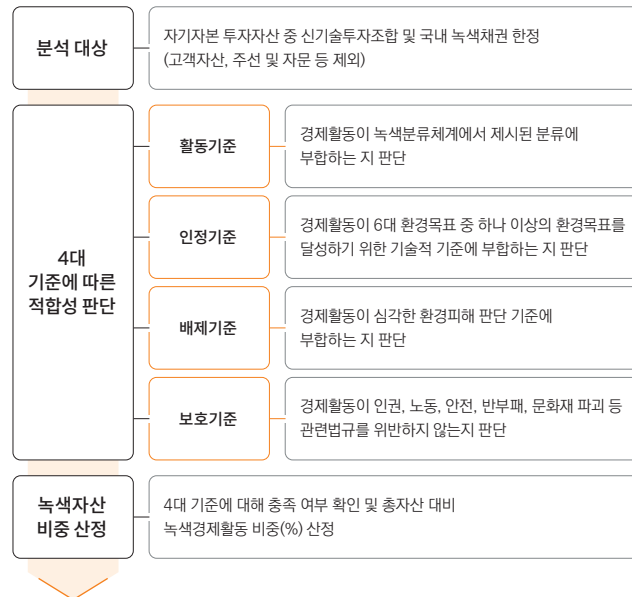 분석 대상
자기자본 투자자산 중 신기술투자조합 및 국내 녹색채권 한정
(고객자산, 주선 및 자문 등 제외)
4대
기준에 따른
적합성 판단
활동기준
경제활동이 녹색분류체계에서 제시된 분류에
부합하는 지 판단
인정기준
경제활동이 6대 환경목표 중 하나 이상의 환경목표를
달성하기 위한 기술적 기준에 부합하는 지 판단
배제기준
경제활동이 심각한 환경피해 판단 기준에
부합하는 지 판단
보호기준
경제활동이 인권, 노동, 안전, 반부패, 문화재 파괴 등
관련법규를 위반하지 않는지 판단
녹색자산
비중 산정
4대 기준에 대해 충족 여부 확인 및 총자산 대비
녹색경제활동 비중(%) 산정